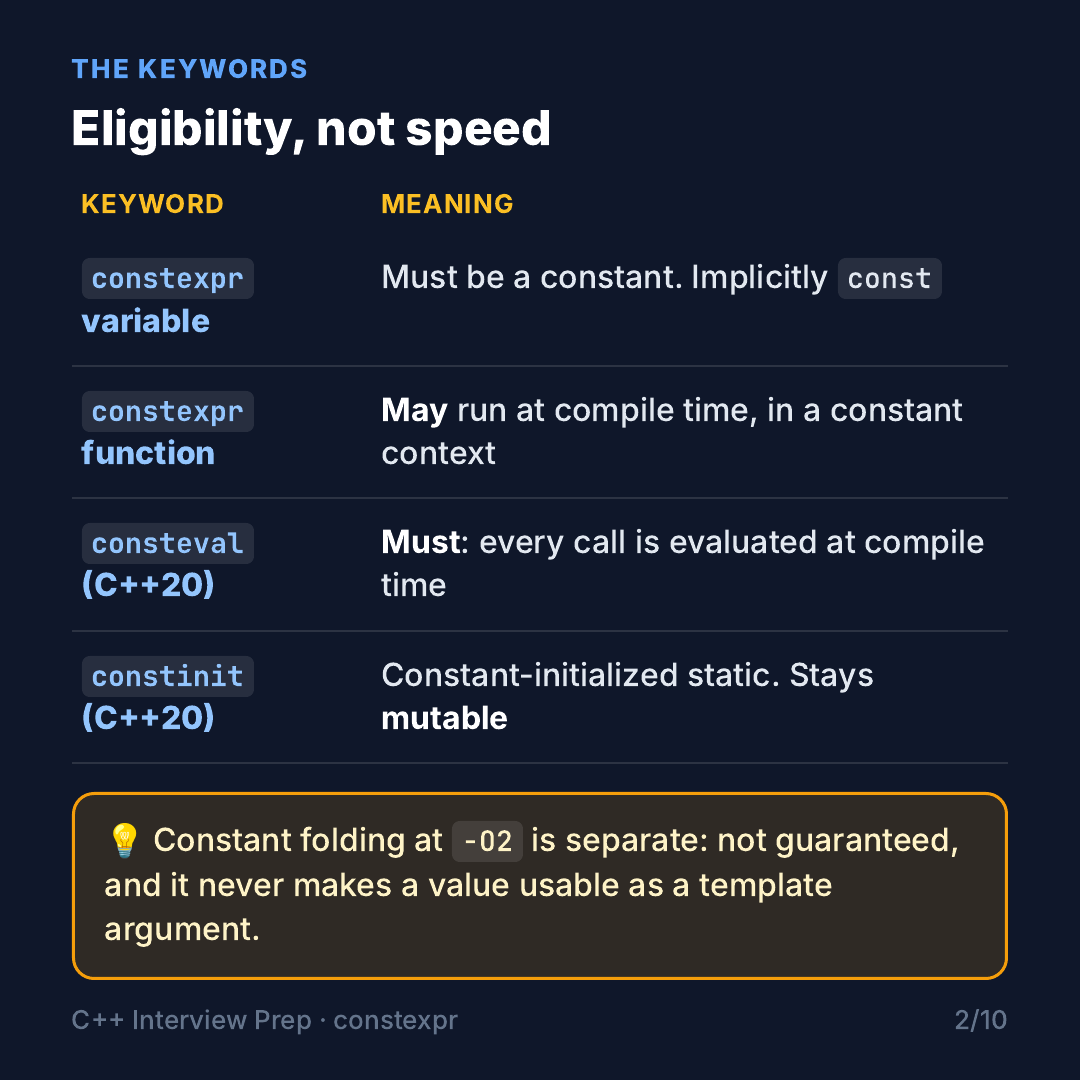 THE KEYWORDS
Eligibility, not speed
KEYWORD MEANING
constexpr variable
Must be a constant. Implicitly const
constexpr function
May run at compile time, in a constant
context
consteval (C++20)
Must: every call is evaluated at compile
time
constinit (C++20)
Constant-initialized static. Stays
mutable
💡 Constant folding at -O2 is separate: not guaranteed,
and it never makes a value usable as a template
argument.
C++ Interview Prep · constexpr 2/10